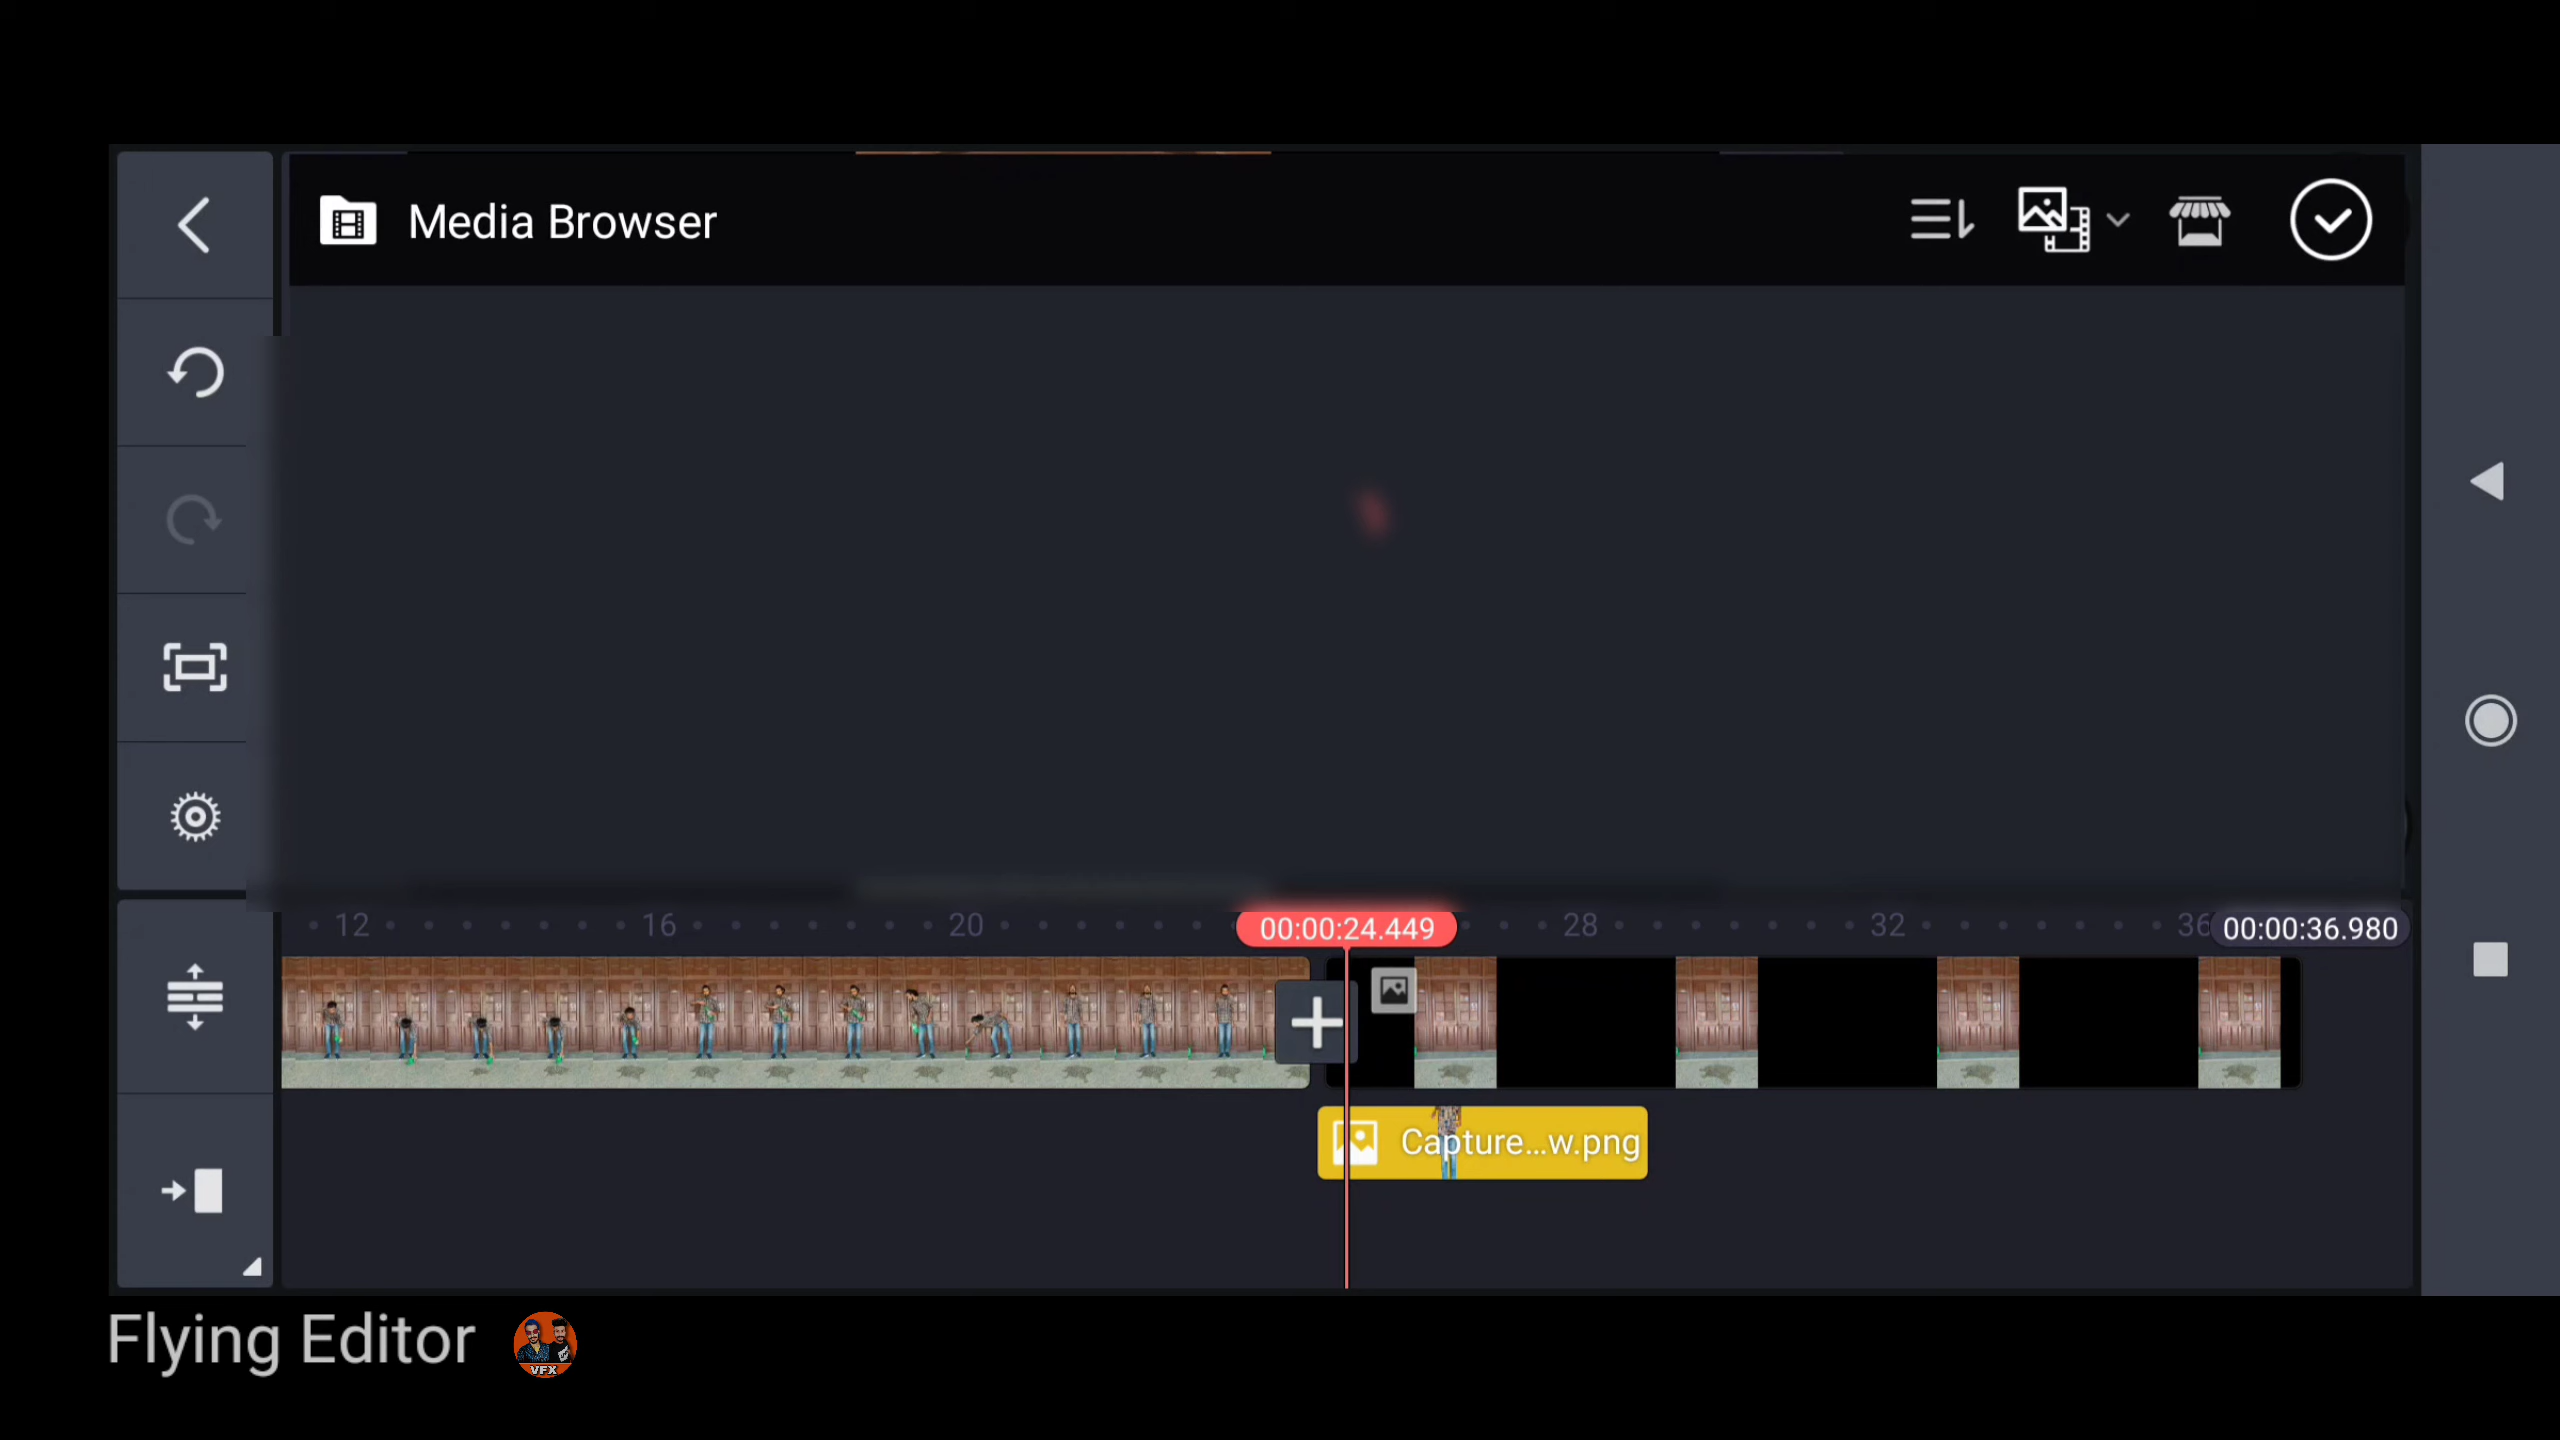 Media Browser
12 16 20 00:00:24.449 28 32 36 00:00:36.980
Capture...w.png
Flying Editor
VFX